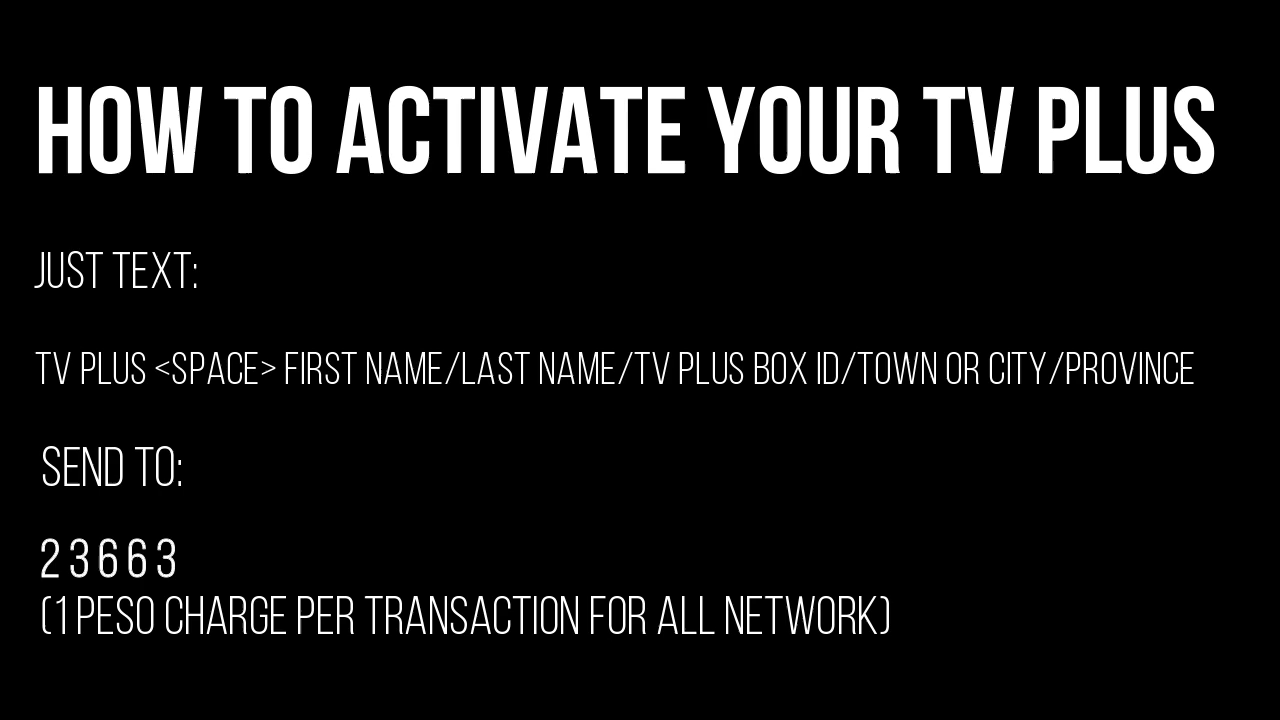 HOW TO ACTIVATE YOUR TV PLUS
JUST TEXT:
TV PLUS <SPACE> FIRST NAME/LAST NAME/TV PLUS BOX ID/TOWN OR CITY/PROVINCE
SEND TO:
23663
(1 PESO CHARGE PER TRANSACTION FOR ALL NETWORK)